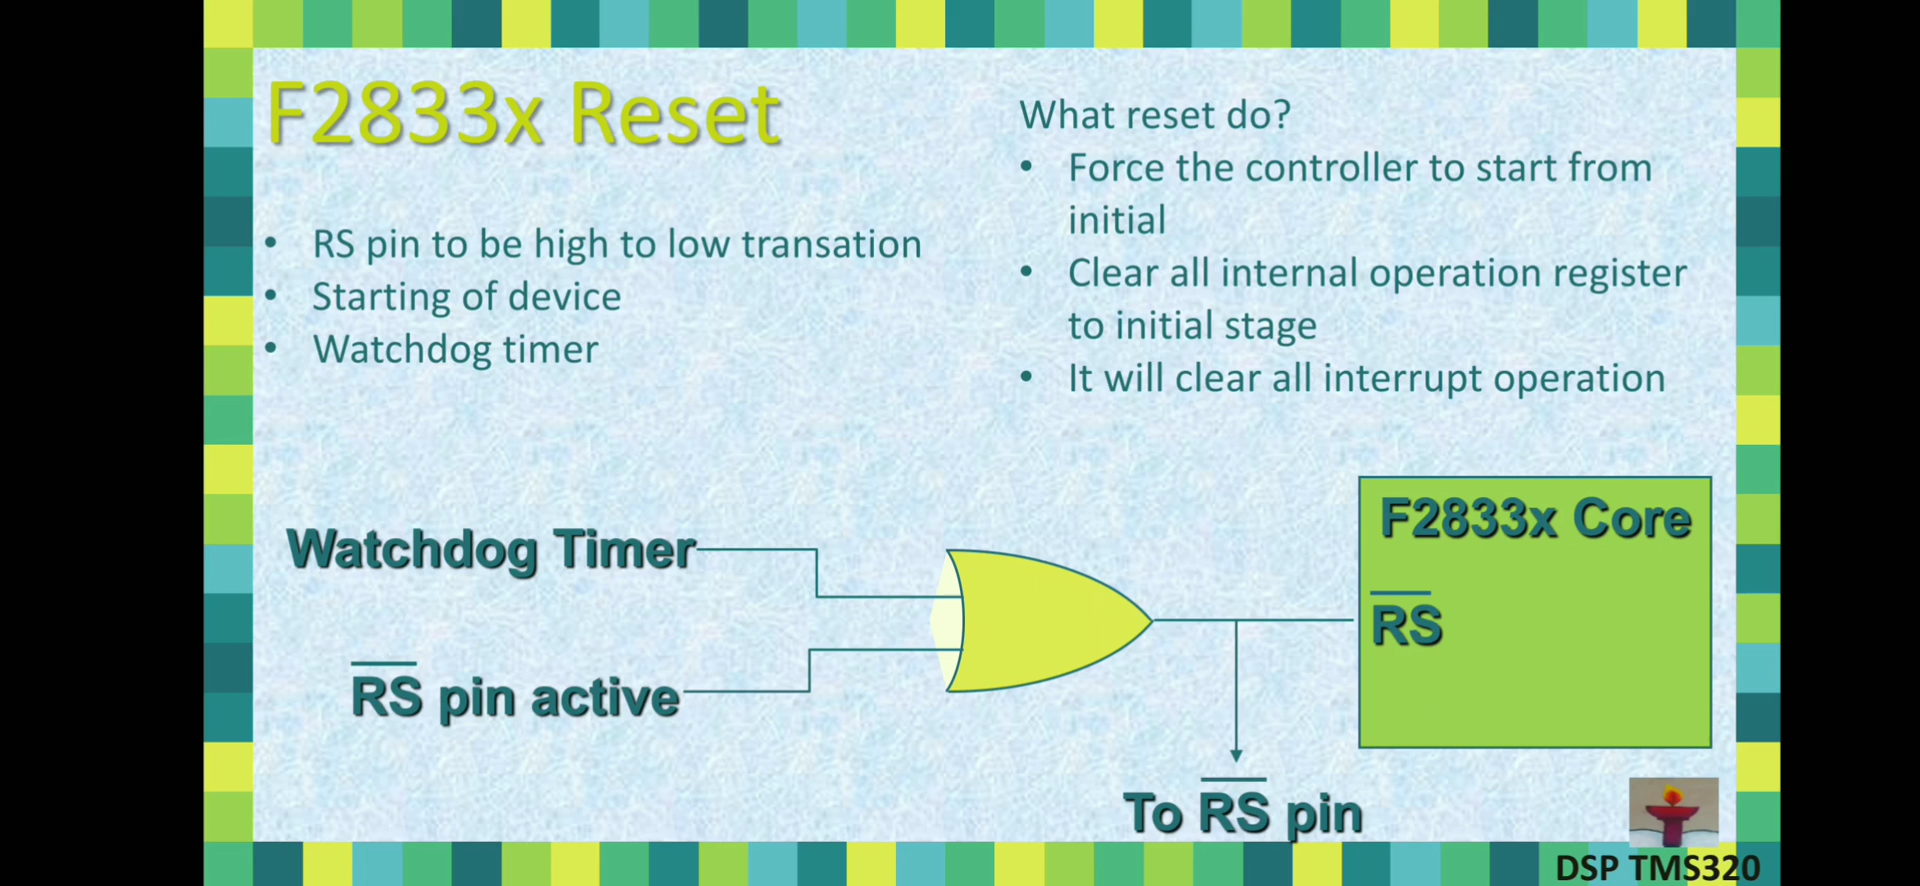 F2833x Reset
RS pin to be high to low transation
Starting of device
Watchdog timer
What reset do?
Force the controller to start from
initial
Clear all internal operation register
to initial stage
It will clear all interrupt operation
Watchdog Timer
RS pin active
F2833x Core
RS
To RS pin
DSP TMS320